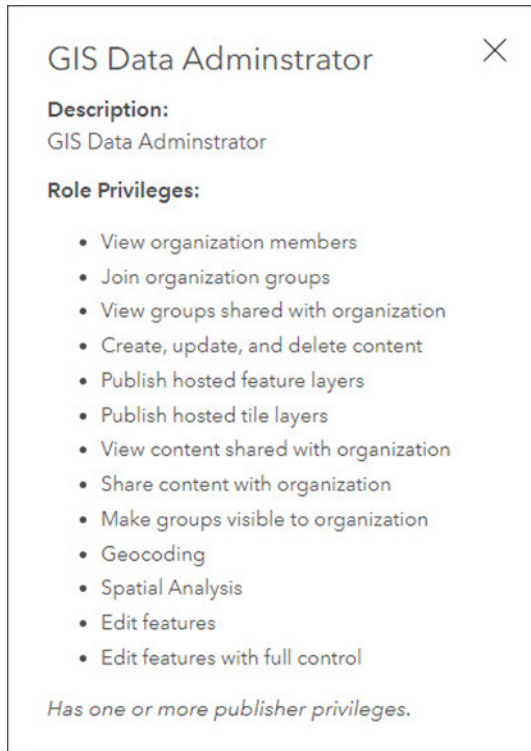 GIS Data Adminstrator
Description:
GIS Data Adminstrator
Role Privileges:
• View organization members
• Join organization groups
• View groups shared with organization
• Create, update, and delete content
• Publish hosted feature layers
• Publish hosted tile layers
• View content shared with organization
• Share content with organization
• Make groups visible to organization
• Geocoding
• Spatial Analysis
• Edit features
• Edit features with full control
Has one or more publisher privileges.